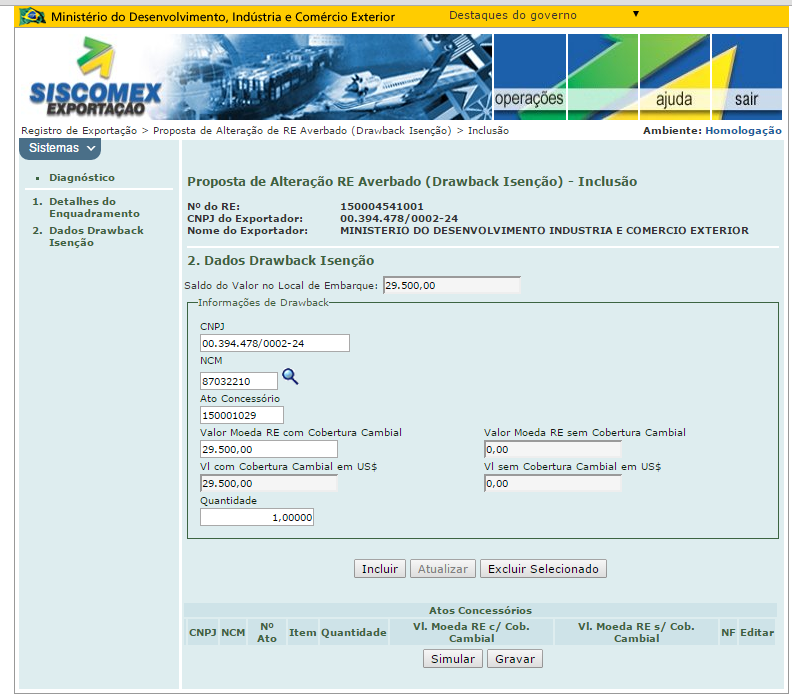 Ministério do Desenvolvimento, Indústria e Comércio Exterior
Destaques do governo
SISCOMEX
EXPORTAÇÃO
operações
ajuda
sair
Registro de Exportação > Proposta de Alteração de RE Averbado (Drawback Isenção) > Inclusão
Ambiente: Homologação
Sistemas
Diagnóstico
1. Detalhes do
Enquadramento
2. Dados Drawback
Isenção
Proposta de Alteração RE Averbado (Drawback Isenção) - Inclusão
Nº do RE: 150004541001
CNPJ do Exportador: 00.394.478/0002-24
Nome do Exportador: MINISTERIO DO DESENVOLVIMENTO INDUSTRIA E COMERCIO EXTERIOR
2. Dados Drawback Isenção
Saldo do Valor no Local de Embarque: 29.500,00
Informações de Drawback
CNPJ
00.394.478/0002-24
NCM
87032210
Ato Concessório
150001029
Valor Moeda RE com Cobertura Cambial
Valor Moeda RE sem Cobertura Cambial
29.500,00
0,00
Vl com Cobertura Cambial em US$
Vl sem Cobertura Cambial em US$
29.500,00
0,00
Quantidade
1,00000
Incluir
Atualizar
Excluir Selecionado
Atos Concessórios
CNPJ NCM Nº Ato Item Quantidade Vl. Moeda RE c/ Cob. Cambial Vl. Moeda RE s/ Cob. Cambial NF Editar
Simular
Gravar